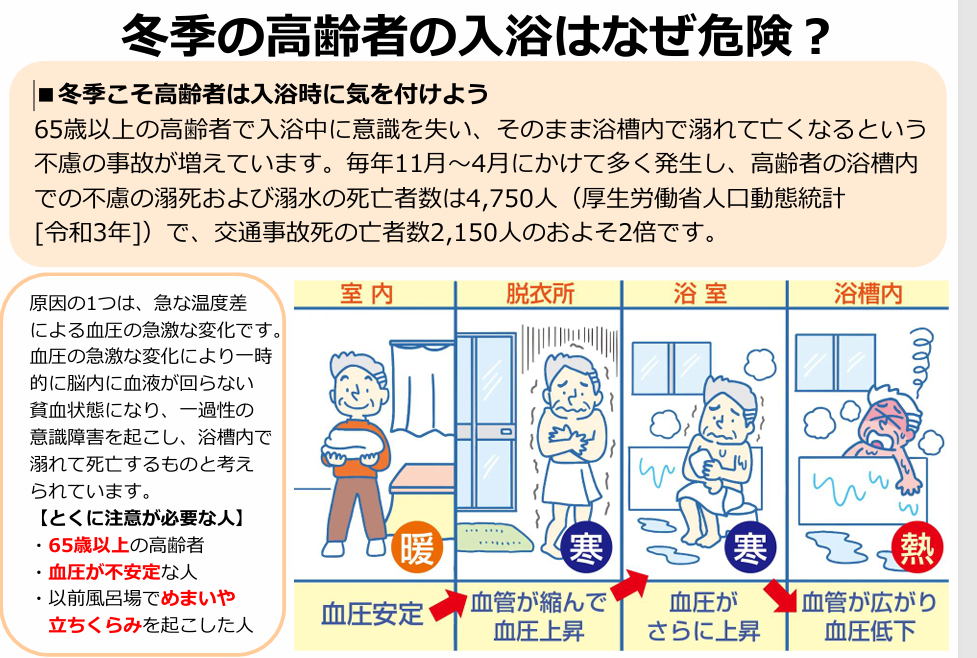 冬季の高齢者の入浴はなぜ危険？
■冬季こそ高齢者は入浴時に気を付けよう
65歳以上の高齢者で入浴中に意識を失い、そのまま浴槽内で溺れて亡くなるという
不慮の事故が増えています。毎年11月～4月にかけて多く発生し、高齢者の浴槽内
での不慮の溺死および溺水の死亡者数は4,750人（厚生労働省人口動態統計
[令和3年]）で、交通事故死の亡者数2,150人のおよそ2倍です。
原因の1つは、急な温度差
による血圧の急激な変化です。
血圧の急激な変化により一時
的に脳内に血液が回らない
貧血状態になり、一過性の
意識障害を起こし、浴槽内で
溺れて死亡するものと考え
られています。
【とくに注意が必要な人】
・65歳以上の高齢者
・血圧が不安定な人
・以前風呂場でめまいや
立ちくらみを起こした人
室内
脱衣所
浴室
浴槽内
暖
寒
寒
熱
血圧安定
血管が縮んで
血圧上昇
血圧が
さらに上昇
血管が広がり
血圧低下